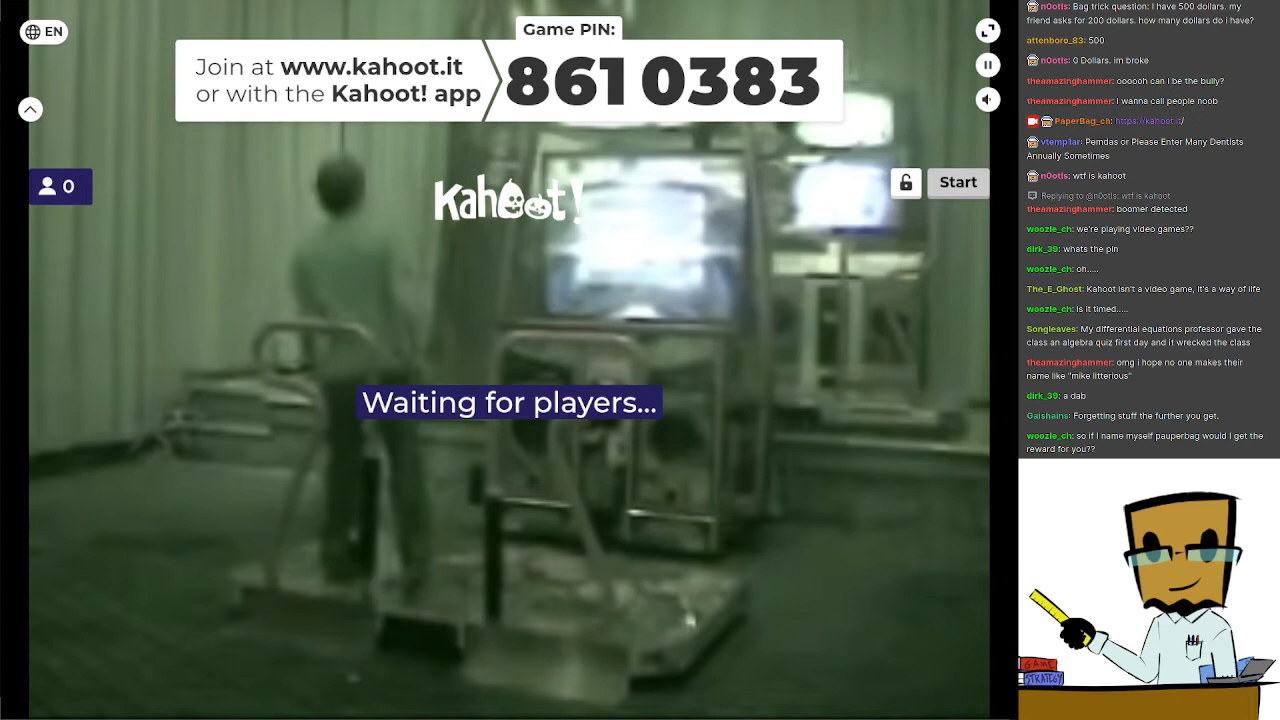 EN
Game PIN:
Join at www.kahoot.it
or with the Kahoot! app
861 0383
0
Kahoot!
Start
Waiting for players...
n0otls: Bag trick question: I have 500 dollars. my
friend asks for 200 dollars. how many dollars do i have?
attenboro_83: 500
n0otls: 0 Dollars. im broke
theamazinghammer: oooooh can i be the bully?
theamazinghammer: i wanna call people noob
PaperBag_ch: https://kahoot.it/
vtemp1ar: Pemdas or Please Enter Many Dentists
Annually Sometimes
n0otls: wtf is kahoot
Replying to @n0otls: wtf is kahoot
theamazinghammer: boomer detected
woozle_ch: we're playing video games??
dirk_39: whats the pin
woozle_ch: oh.....
The_E_Ghost: Kahoot isn't a video game, it's a way of life
woozle_ch: is it timed.....
Songleaves: My differential equations professor gave the
class an algebra quiz first day and it wrecked the class
theamazinghammer: omg i hope no one makes their
name like "mike litterious"
dirk_39: a dab
Gaishains: Forgetting stuff the further you get.
woozle_ch: so if I name myself pauperbag would I get the
reward for you??
GAME
STRATEGY